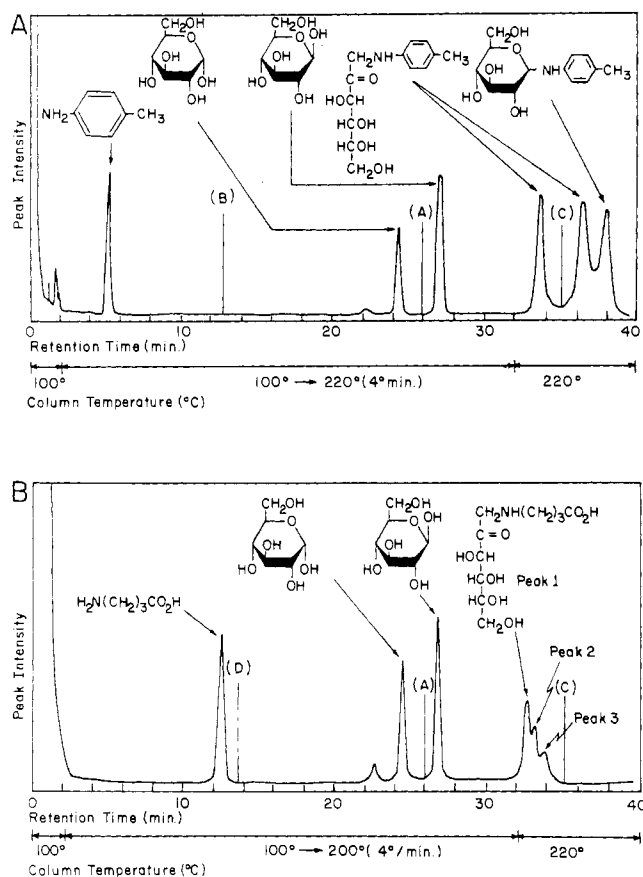 A
CH2OH
OH
HO
OH
OH
CH2OH
OH
OH
HO
OH
CH2NH CH3
C = O
HOCH
HCOH
HCOH
CH2OH
CH2OH
OH
HO
NH CH3
OH
NH2 CH3
(B)
(A)
(C)
Peak Intensity
0 10 20 30 40
Retention Time (min.)
100° 100° → 220° (4°min.) 220°
Column Temperature (°C)
B
CH2OH
OH
HO
OH
OH
CH2OH
OH
OH
HO
OH
CH2NH(CH2)3CO2H
C = O
HOCH
HCOH
HCOH
CH2OH
Peak 1
H2N(CH2)3CO2H
Peak 2
(D)
(A)
(C)
Peak 3
Peak Intensity
0 10 20 30 40
Retention Time (min.)
100° 100° → 200° (4°/min.) 220°
Column Temperature (°C)